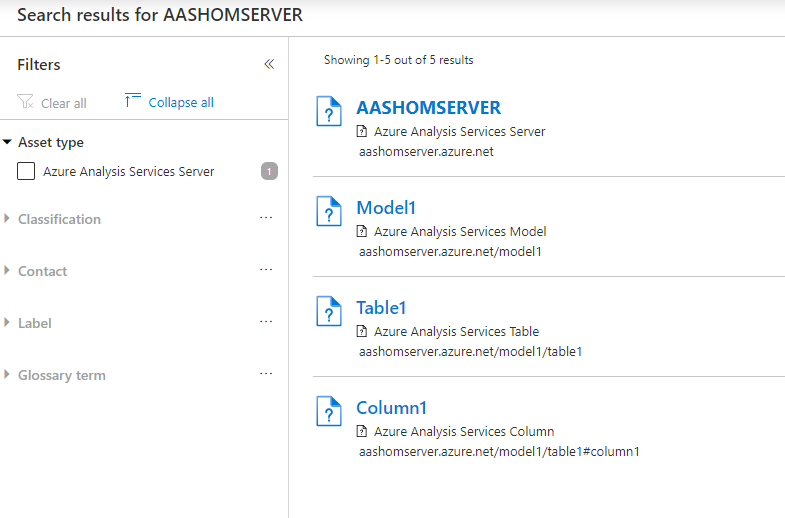 Search results for AASHOMSERVER
Filters
Clear all
Collapse all
Asset type
Azure Analysis Services Server
1
Classification
...
Contact
...
Label
...
Glossary term
...
Showing 1-5 out of 5 results
AASHOMSERVER
Azure Analysis Services Server
aashomserver.azure.net
Model1
Azure Analysis Services Model
aashomserver.azure.net/model1
Table1
Azure Analysis Services Table
aashomserver.azure.net/model1/table1
Column1
Azure Analysis Services Column
aashomserver.azure.net/model1/table1#column1